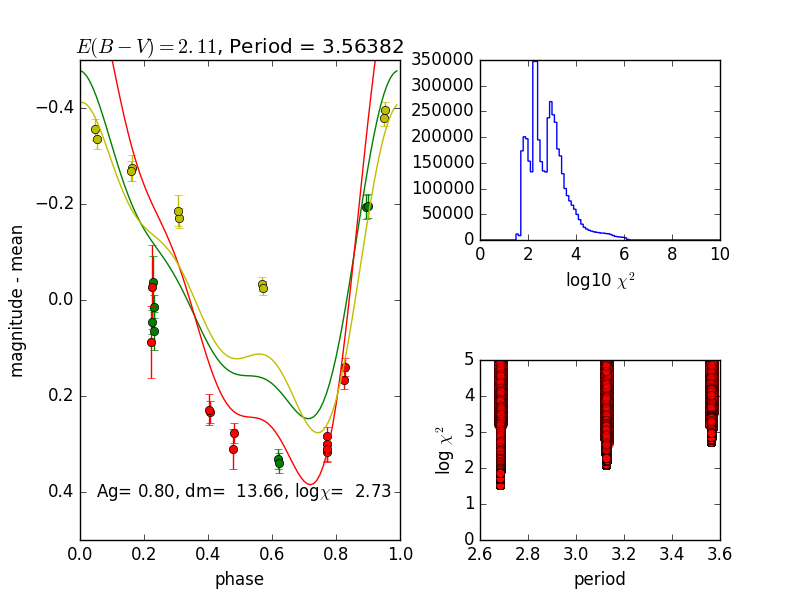 E(B − V) = 2.11, Period = 3.56382
−0.4
−0.2
0.0
0.2
0.4
magnitude - mean
Ag= 0.80, dm= 13.66, logχ= 2.73
0.0 0.2 0.4 0.6 0.8 1.0
phase
350000
300000
250000
200000
150000
100000
50000
0
0 2 4 6 8 10
log10 χ²
5
4
3
2
1
0
log χ²
2.6 2.8 3.0 3.2 3.4 3.6
period